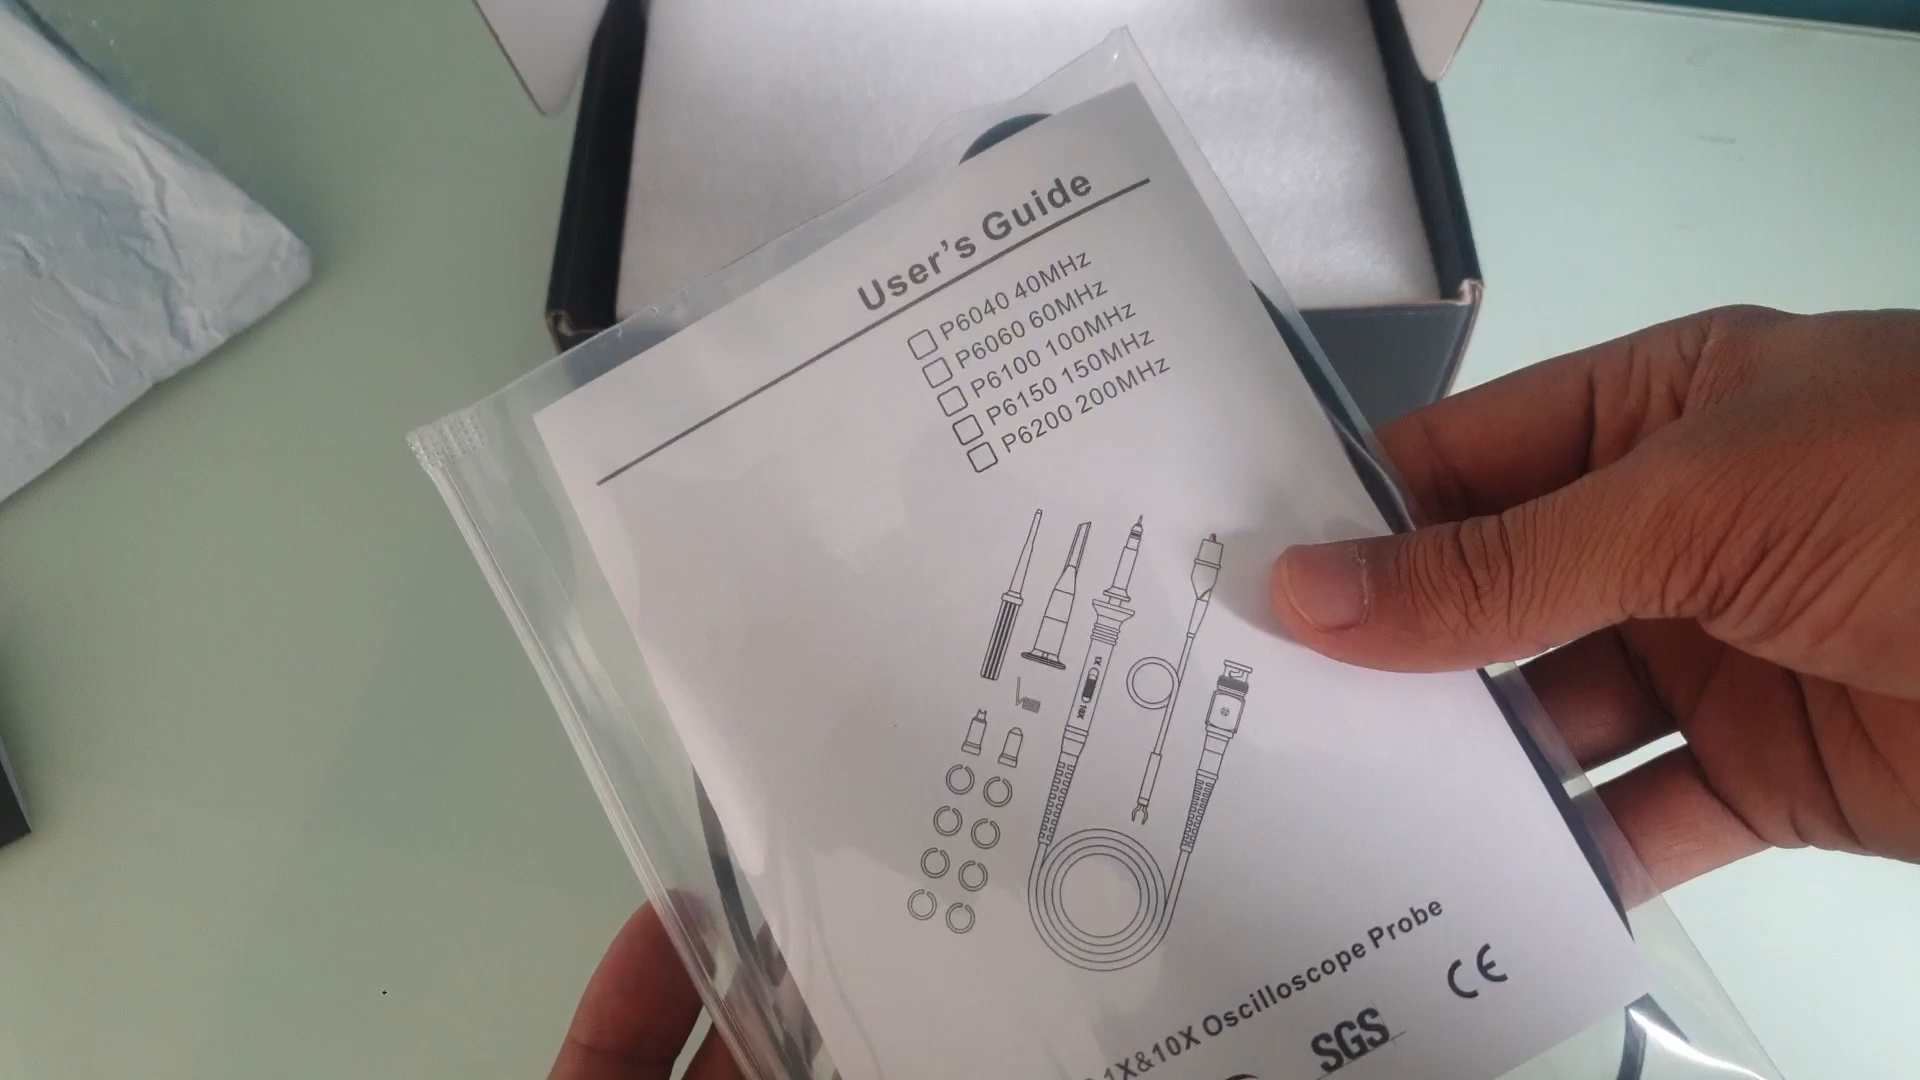 User's Guide
P6040 40MHz
P6060 60MHz
P6100 100MHz
P6150 150MHz
P6200 200MHz
1X
10X
1X&10X Oscilloscope Probe
SGS
CE